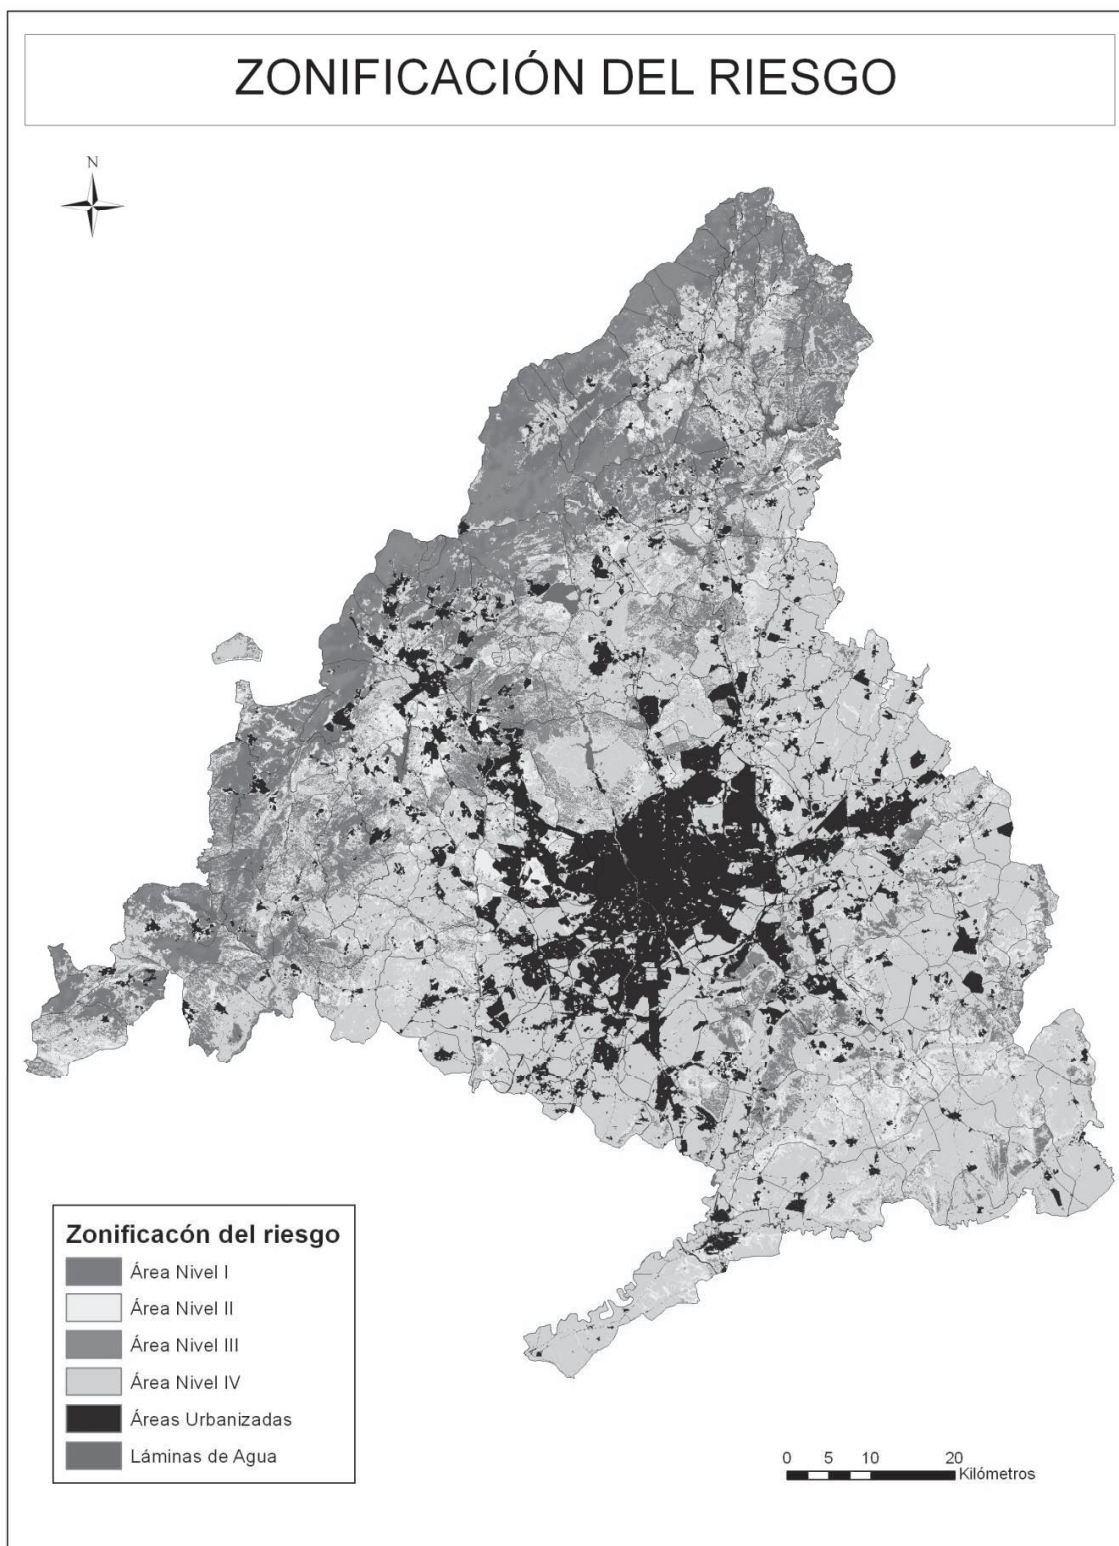 ZONIFICACIÓN DEL RIESGO
N
Zonificacón del riesgo
Área Nivel I
Área Nivel II
Área Nivel III
Área Nivel IV
Áreas Urbanizadas
Láminas de Agua
0 5 10 20
Kilómetros